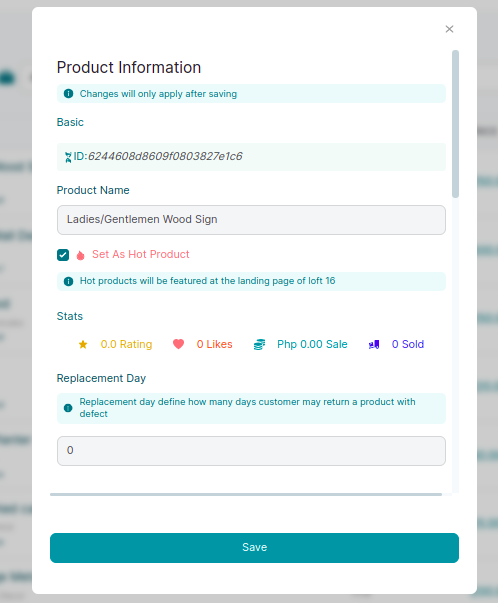 Product Information
Changes will only apply after saving
Basic
ID:6244608d8609f0803827e1c6
Product Name
Ladies/Gentlemen Wood Sign
Set As Hot Product
Hot products will be featured at the landing page of loft 16
Stats
0.0 Rating 0 Likes Php 0.00 Sale 0 Sold
Replacement Day
Replacement day define how many days customer may return a product with
defect
0
Save